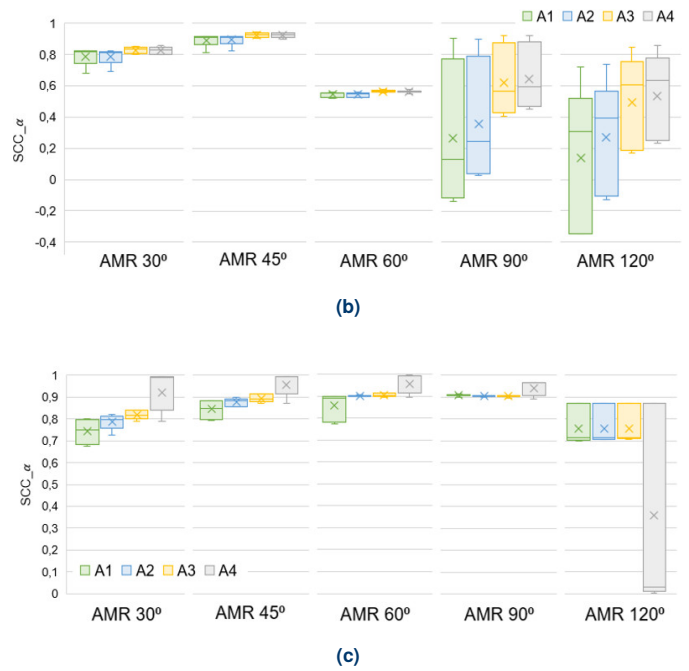 A1 A2 A3 A4
1
0,8
0,6
0,4
0,2
0
-0,2
-0,4
SCC_α
AMR 30º AMR 45º AMR 60º AMR 90º AMR 120º
(b)
1
0,9
0,8
0,7
0,6
0,5
0,4
0,3
0,2
0,1
0
SCC_α
A1 A2 A3 A4
AMR 30º AMR 45º AMR 60º AMR 90º AMR 120º
(c)